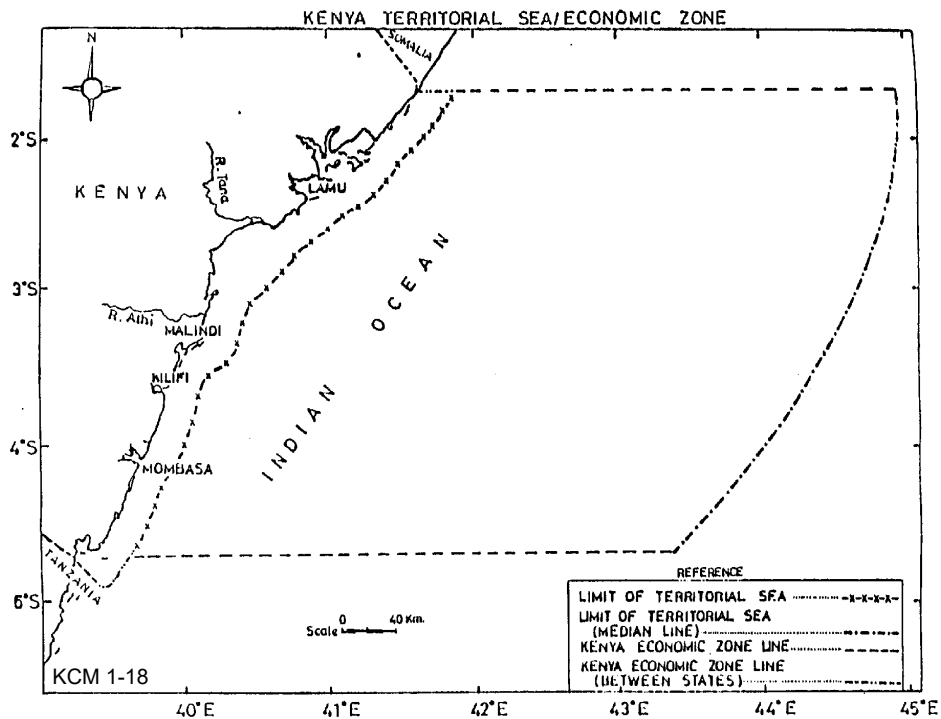 KENYA TERRITORIAL SEA/ECONOMIC ZONE
N
SOMALIA
2°S
KENYA
R. Tana
LAMU
3°S
R. Athi
MALINDI
KILIFI
INDIAN OCEAN
4°S
MOMBASA
TANZANIA
6°S
Scale 0 40 Km.
REFERENCE
LIMIT OF TERRITORIAL SEA
LIMIT OF TERRITORIAL SEA
(MEDIAN LINE)
KENYA ECONOMIC ZONE LINE
KENYA ECONOMIC ZONE LINE
(BETWEEN STATES)
KCM 1-18
40°E
41°E
42°E
43°E
44°E
45°E